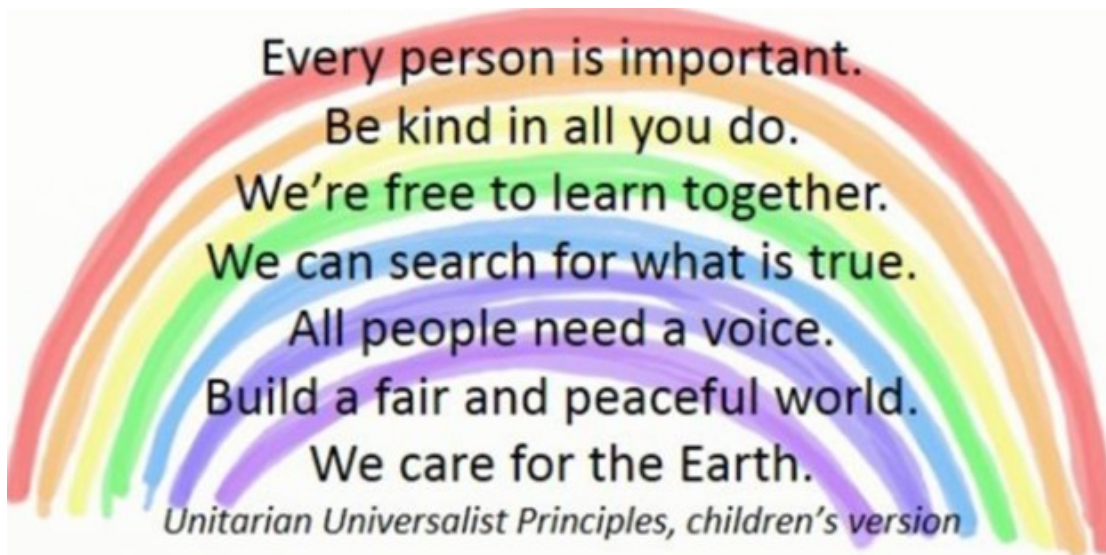 Every person is important.
Be kind in all you do.
We’re free to learn together.
We can search for what is true.
All people need a voice.
Build a fair and peaceful world.
We care for the Earth.
Unitarian Universalist Principles, children’s version